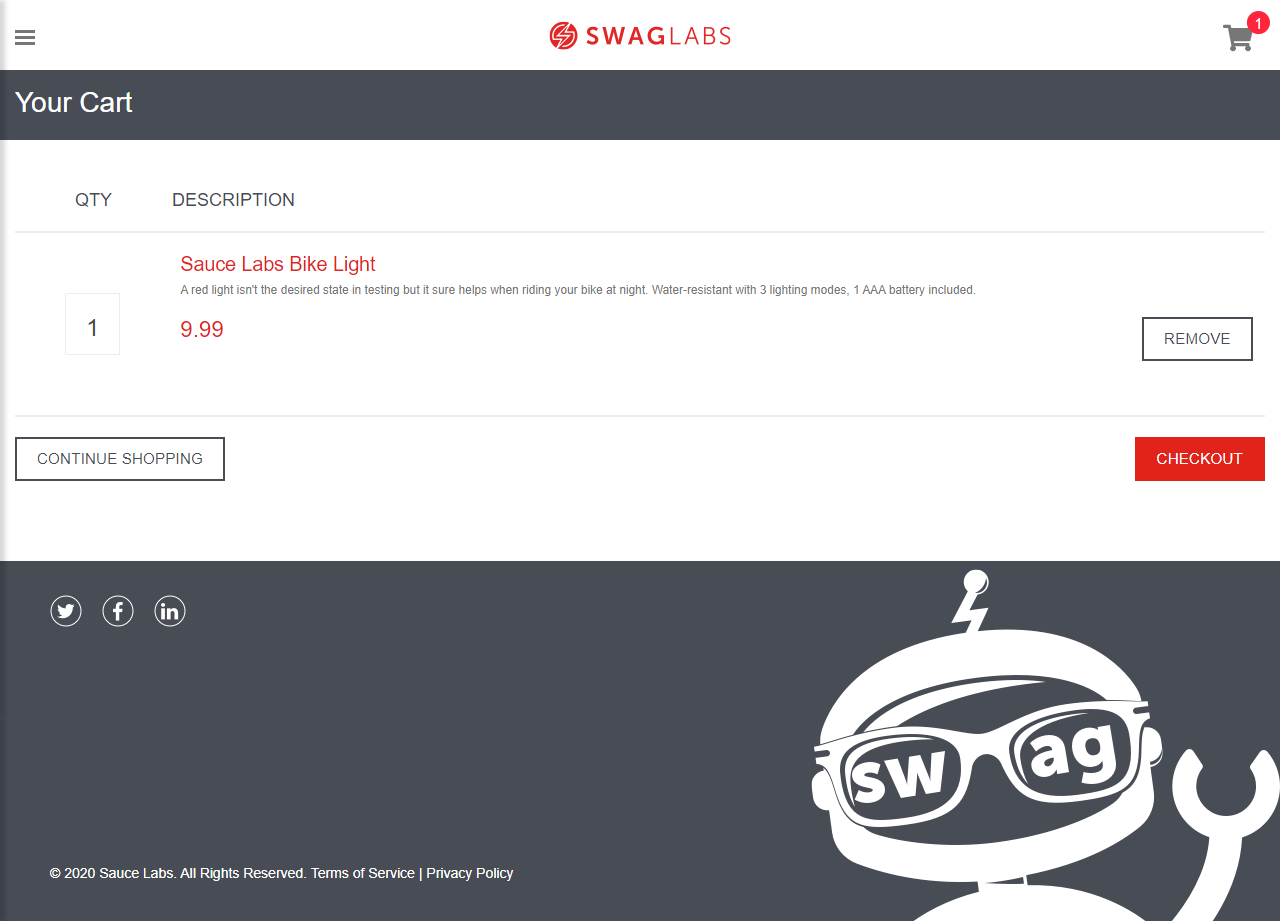 SWAGLABS
1
Your Cart
QTY DESCRIPTION
Sauce Labs Bike Light
A red light isn't the desired state in testing but it sure helps when riding your bike at night. Water-resistant with 3 lighting modes, 1 AAA battery included.
1
9.99
REMOVE
CONTINUE SHOPPING
CHECKOUT
swag
© 2020 Sauce Labs. All Rights Reserved. Terms of Service | Privacy Policy